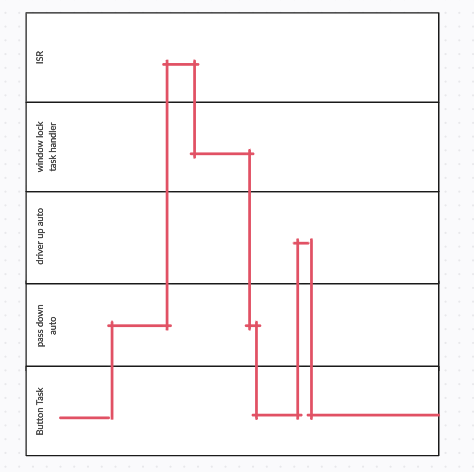 ISR
window lock
task handler
driver up auto
pass down
auto
Button Task